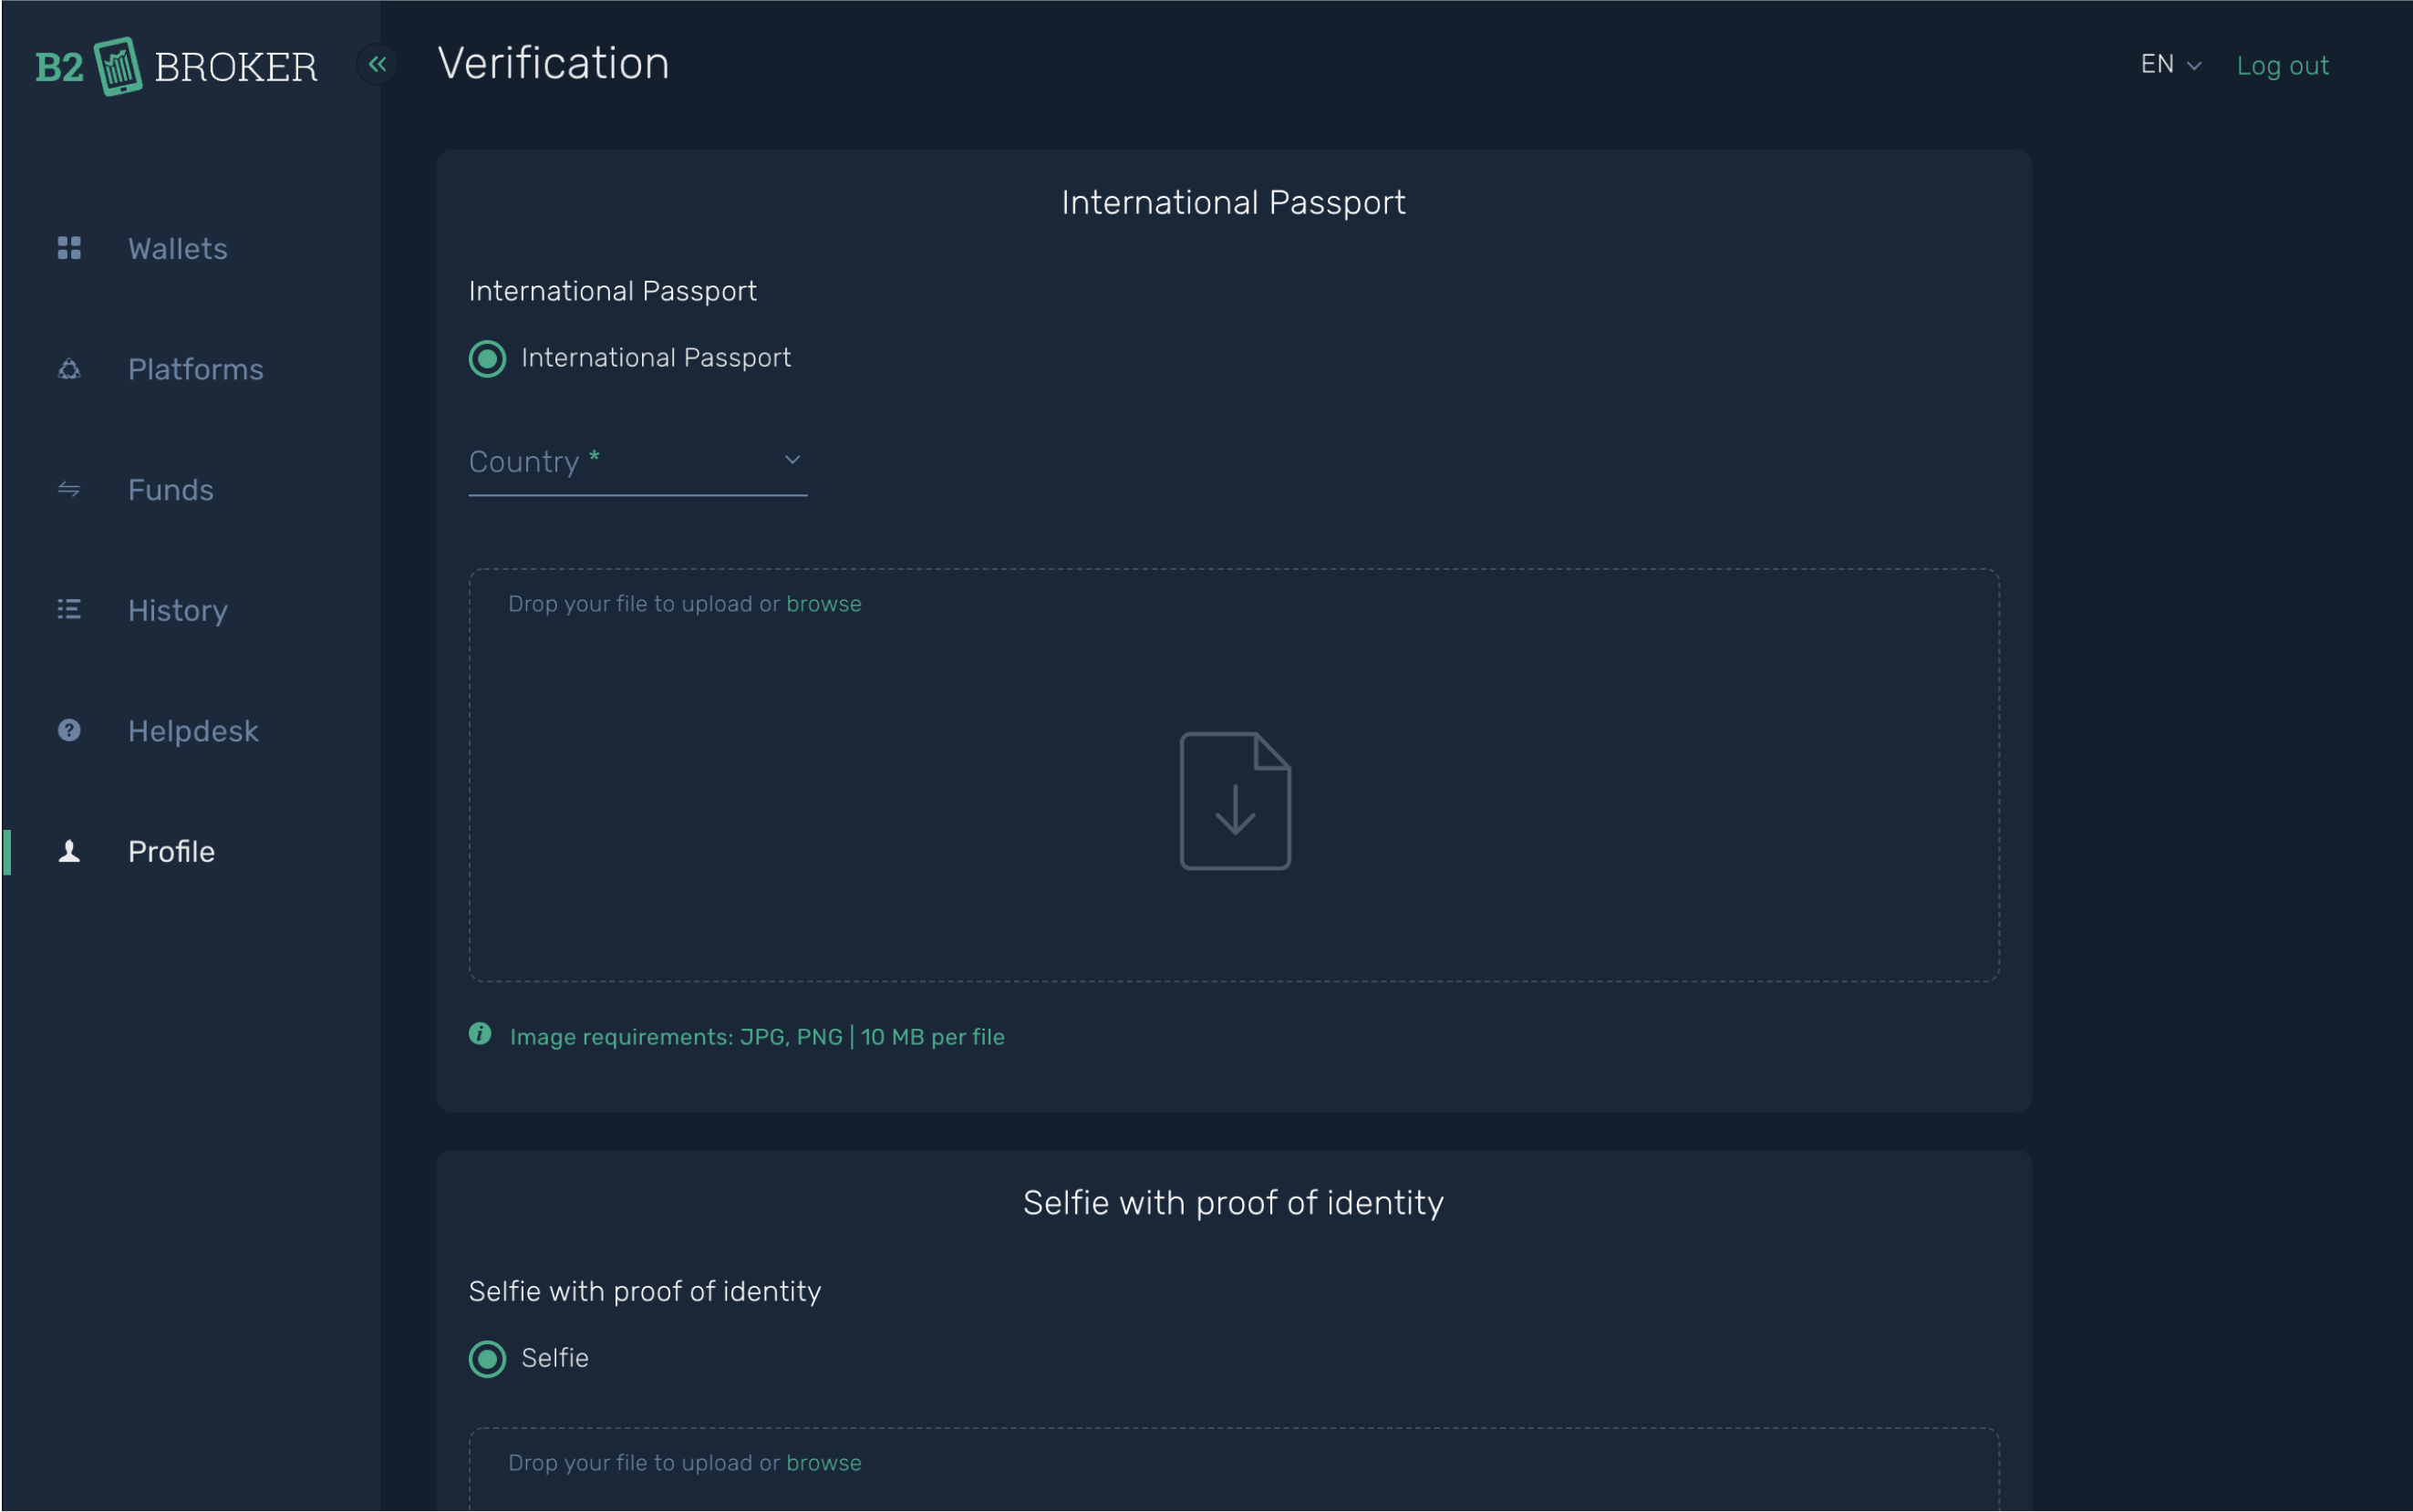 B2 BROKER
Verification
EN
Log out
Wallets
Platforms
Funds
History
Helpdesk
Profile
International Passport
International Passport
International Passport
Country *
Drop your file to upload or browse
Image requirements: JPG, PNG | 10 MB per file
Selfie with proof of identity
Selfie with proof of identity
Selfie
Drop your file to upload or browse